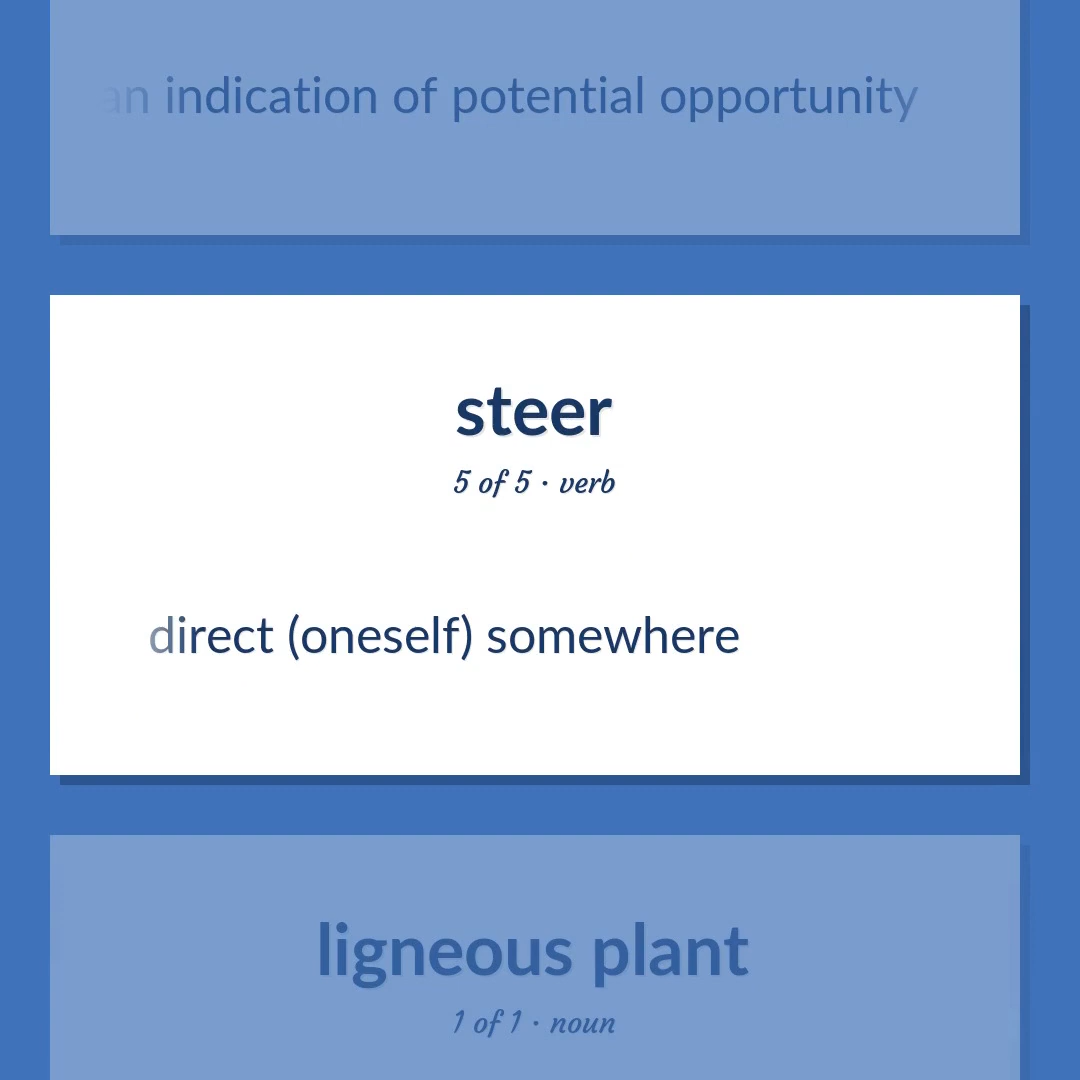 an indication of potential opportunity
steer
5 of 5 · verb
direct (oneself) somewhere
ligneous plant
1 of 1 · noun